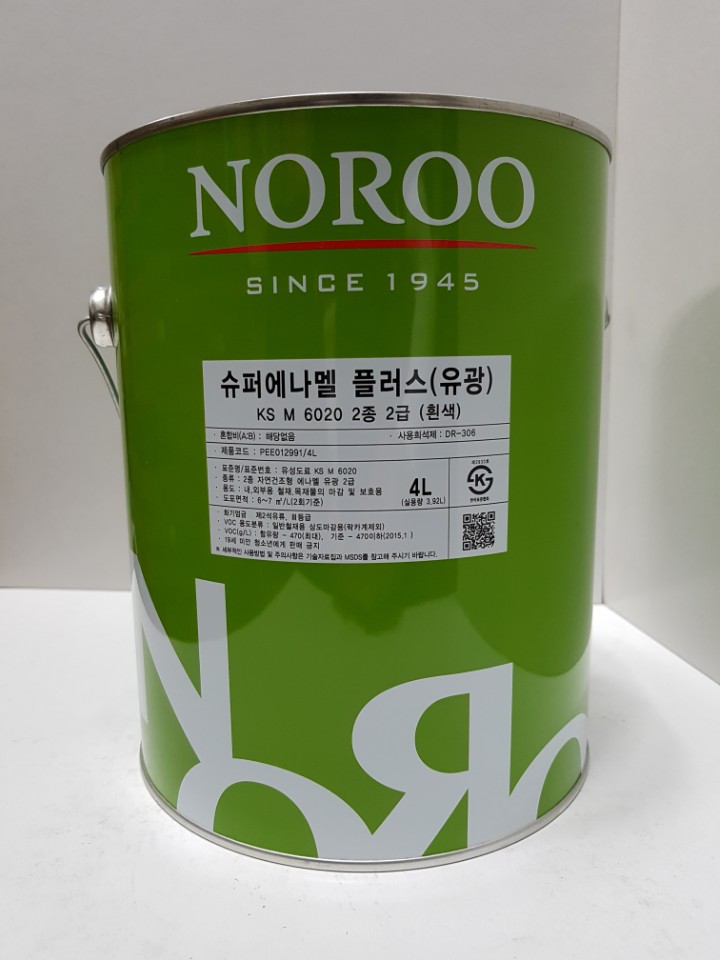 NOROO
SINCE 1945
슈퍼에나멜 플러스(유광)
KS M 6020 2종 2급 (흰색)
· 혼합비(A:B) : 해당없음 · 사용희석제 : DR-306
· 제품코드 : PEE012991/4L
· 표준명/표준번호 : 유성도료 KS M 6020
· 종류 : 2종 자연건조형 에나멜 유광 2급
· 용도 : 내,외부용 철재,목재물의 마감 및 보호용
· 도포면적 : 6~7 ㎡/L(2회기준)
4L
(실용량 3.92L)
K
· 화기엄금 제2석유류, Ⅲ등급
· VOC 용도분류 : 일반철재용 상도마감용(락카계제외)
· VOC(g/L) : 함유량 - 470(최대), 기준 - 470이하(2015,1 )
· 19세 미만 청소년에게 판매 금지
※ 세부적인 사용방법 및 주의사항은 기술자료집과 MSDS를 참고해 주시기 바랍니다.
NORO